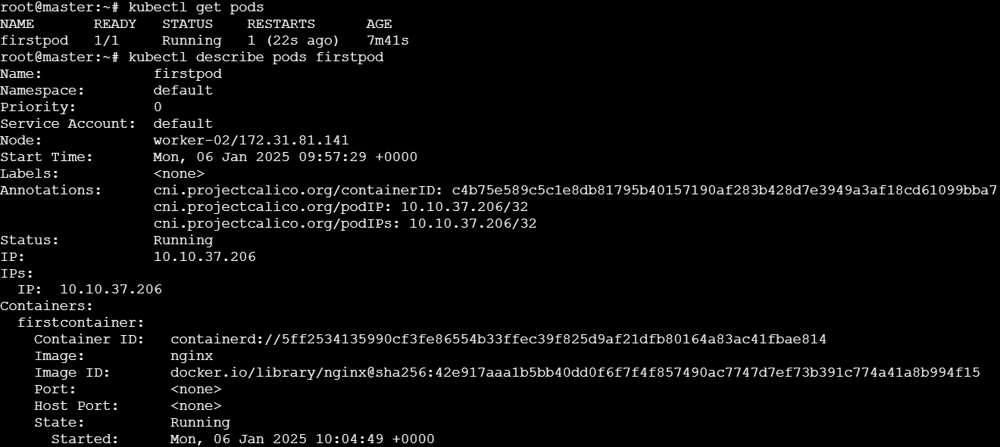 root@master:~# kubectl get pods
NAME       READY   STATUS    RESTARTS      AGE
firstpod   1/1     Running   1 (22s ago)   7m41s
root@master:~# kubectl describe pods firstpod
Name:             firstpod
Namespace:        default
Priority:         0
Service Account:  default
Node:             worker-02/172.31.81.141
Start Time:       Mon, 06 Jan 2025 09:57:29 +0000
Labels:           <none>
Annotations:      cni.projectcalico.org/containerID: c4b75e589c5c1e8db81795b40157190af283b428d7e3949a3af18cd61099bba7
                  cni.projectcalico.org/podIP: 10.10.37.206/32
                  cni.projectcalico.org/podIPs: 10.10.37.206/32
Status:           Running
IP:               10.10.37.206
IPs:
  IP:  10.10.37.206
Containers:
  firstcontainer:
    Container ID:   containerd://5ff2534135990cf3fe86554b33ffec39f825d9af21dfb80164a83ac41fbae814
    Image:          nginx
    Image ID:       docker.io/library/nginx@sha256:42e917aaa1b5bb40dd0f6f7f4f857490ac7747d7ef73b391c774a41a8b994f15
    Port:           <none>
    Host Port:      <none>
    State:          Running
      Started:      Mon, 06 Jan 2025 10:04:49 +0000